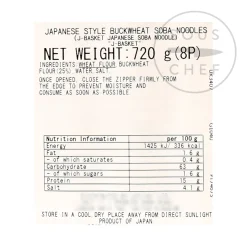 JAPANESE STYLE BUCKWHEAT SOBA NOODLES
(J-BASKET JAPANESE SOBA NOODLES)
(J-BASKET)
NET WEIGHT:720 g(8P)
INGREDIENTS WHEAT FLOUR BUCKWHEAT
FLOUR(25%) WATER SALT
ONCE OPENED. CLOSE THE ZIPPER FIRMLY FROM
THE EDGE TO PREVENT MOISTURE AND
CONSUME AS SOON AS POSSIBLE
Nutrition Information per 100g
Energy 1425 kJ/ 336 kcal
Fat 1.6 g
- of which saturates 0.4 g
Carbohydrate 63 g
- of which sugars 1.6 g
Protein 15 g
Salt 4.1 g
STORE IN A COOL DRY PLACE AWAY FROM DIRECT SUNLIGHT
PRODUCT OF JAPAN
CHEF